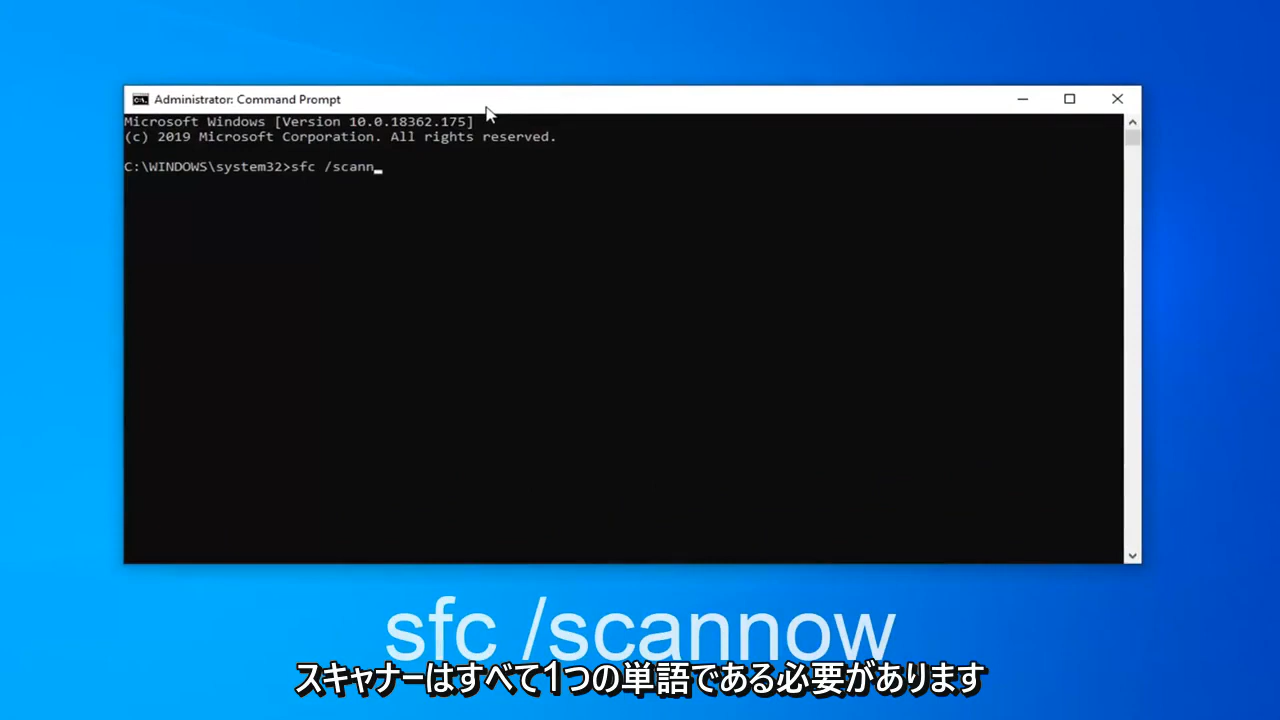 Administrator: Command Prompt
Microsoft Windows [Version 10.0.18362.175]
(c) 2019 Microsoft Corporation. All rights reserved.
C:\WINDOWS\system32>sfc /scann
sfc /scannow
スキャナーはすべて1つの単語である必要があります